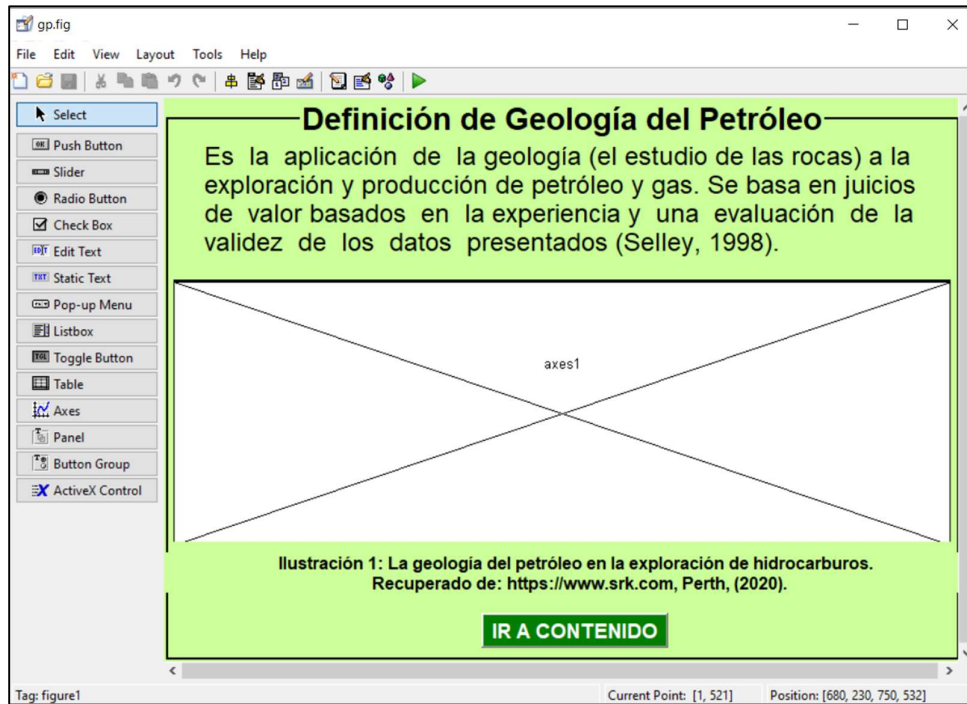 gp.fig
File Edit View Layout Tools Help
Select
Push Button
Slider
Radio Button
Check Box
Edit Text
Static Text
Pop-up Menu
Listbox
Toggle Button
Table
Axes
Panel
Button Group
ActiveX Control
Definición de Geología del Petróleo
Es la aplicación de la geología (el estudio de las rocas) a la
exploración y producción de petróleo y gas. Se basa en juicios
de valor basados en la experiencia y una evaluación de la
validez de los datos presentados (Selley, 1998).
axes1
Ilustración 1: La geología del petróleo en la exploración de hidrocarburos.
Recuperado de: https://www.srk.com, Perth, (2020).
IR A CONTENIDO
Tag: figure1 Current Point: [1, 521] Position: [680, 230, 750, 532]